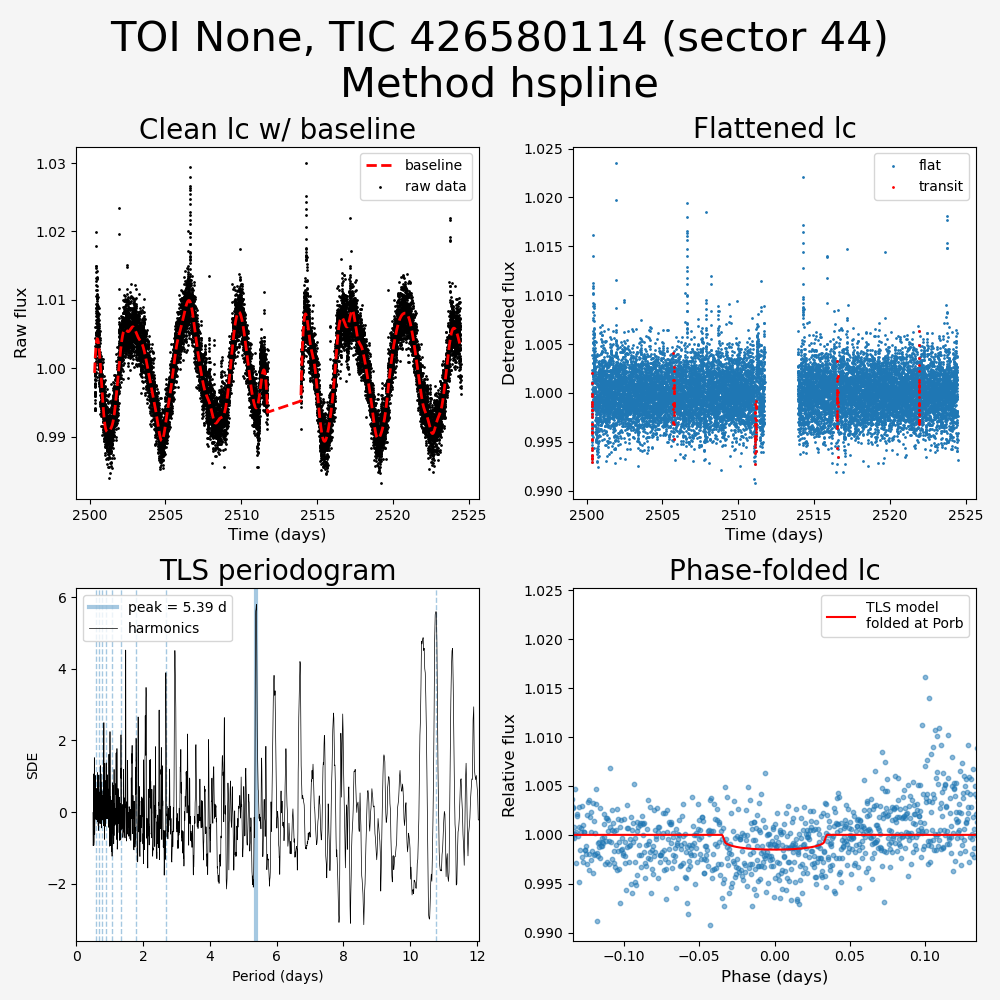 TOI None, TIC 426580114 (sector 44)
Method hspline
Clean lc w/ baseline
Raw flux
1.03
1.02
1.01
1.00
0.99
baseline
raw data
2500
2505
2510
2515
2520
2525
Time (days)
Flattened lc
Detrended flux
1.025
1.020
1.015
1.010
1.005
1.000
0.995
0.990
flat
transit
2500
2505
2510
2515
2520
2525
Time (days)
TLS periodogram
SDE
6
4
2
0
−2
peak = 5.39 d
harmonics
0
2
4
6
8
10
12
Period (days)
Phase-folded lc
Relative flux
1.025
1.020
1.015
1.010
1.005
1.000
0.995
0.990
TLS model
folded at Porb
−0.10
−0.05
0.00
0.05
0.10
Phase (days)